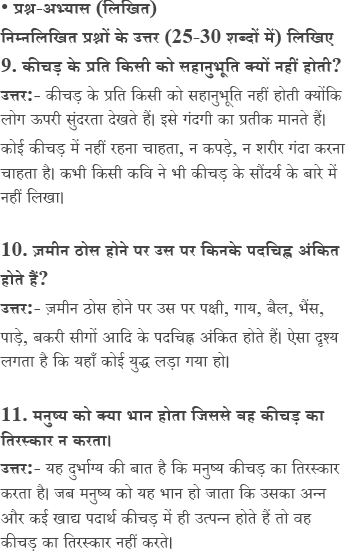 • प्रश्न-अभ्यास (लिखित)
निम्नलिखित प्रश्नों के उत्तर (25-30 शब्दों में) लिखिए
9. कीचड़ के प्रति किसी को सहानुभूति क्यों नहीं होती?
उत्तर:- कीचड़ के प्रति किसी को सहानुभूति नहीं होती क्योंकि
लोग ऊपरी सुंदरता देखते हैं। इसे गंदगी का प्रतीक मानते हैं।
कोई कीचड़ में नहीं रहना चाहता, न कपड़े, न शरीर गंदा करना
चाहता है। कभी किसी कवि ने भी कीचड़ के सौंदर्य के बारे में
नहीं लिखा।
10. ज़मीन ठोस होने पर उस पर किनके पदचिह्न अंकित
होते हैं?
उत्तर:- ज़मीन ठोस होने पर उस पर पक्षी, गाय, बैल, भैंस,
पाड़े, बकरी सीगों आदि के पदचिह्न अंकित होते हैं। ऐसा दृश्य
लगता है कि यहाँ कोई युद्ध लड़ा गया हो।
11. मनुष्य को क्या भान होता जिससे वह कीचड़ का
तिरस्कार न करता।
उत्तर:- यह दुर्भाग्य की बात है कि मनुष्य कीचड़ का तिरस्कार
करता है। जब मनुष्य को यह भान हो जाता कि उसका अन्न
और कई खाद्य पदार्थ कीचड़ में ही उत्पन्न होते हैं तो वह
कीचड़ का तिरस्कार नहीं करते।